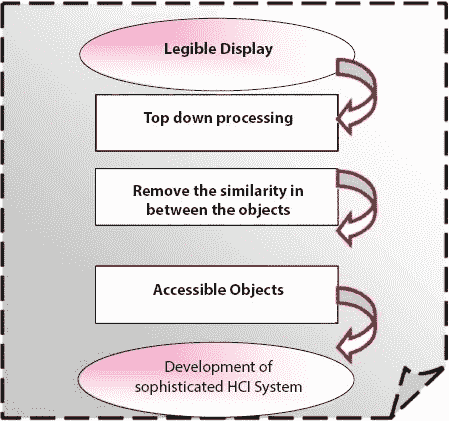 Legible Display
Top down processing
Remove the similarity in
between the objects
Accessible Objects
Development of
sophisticated HCI System